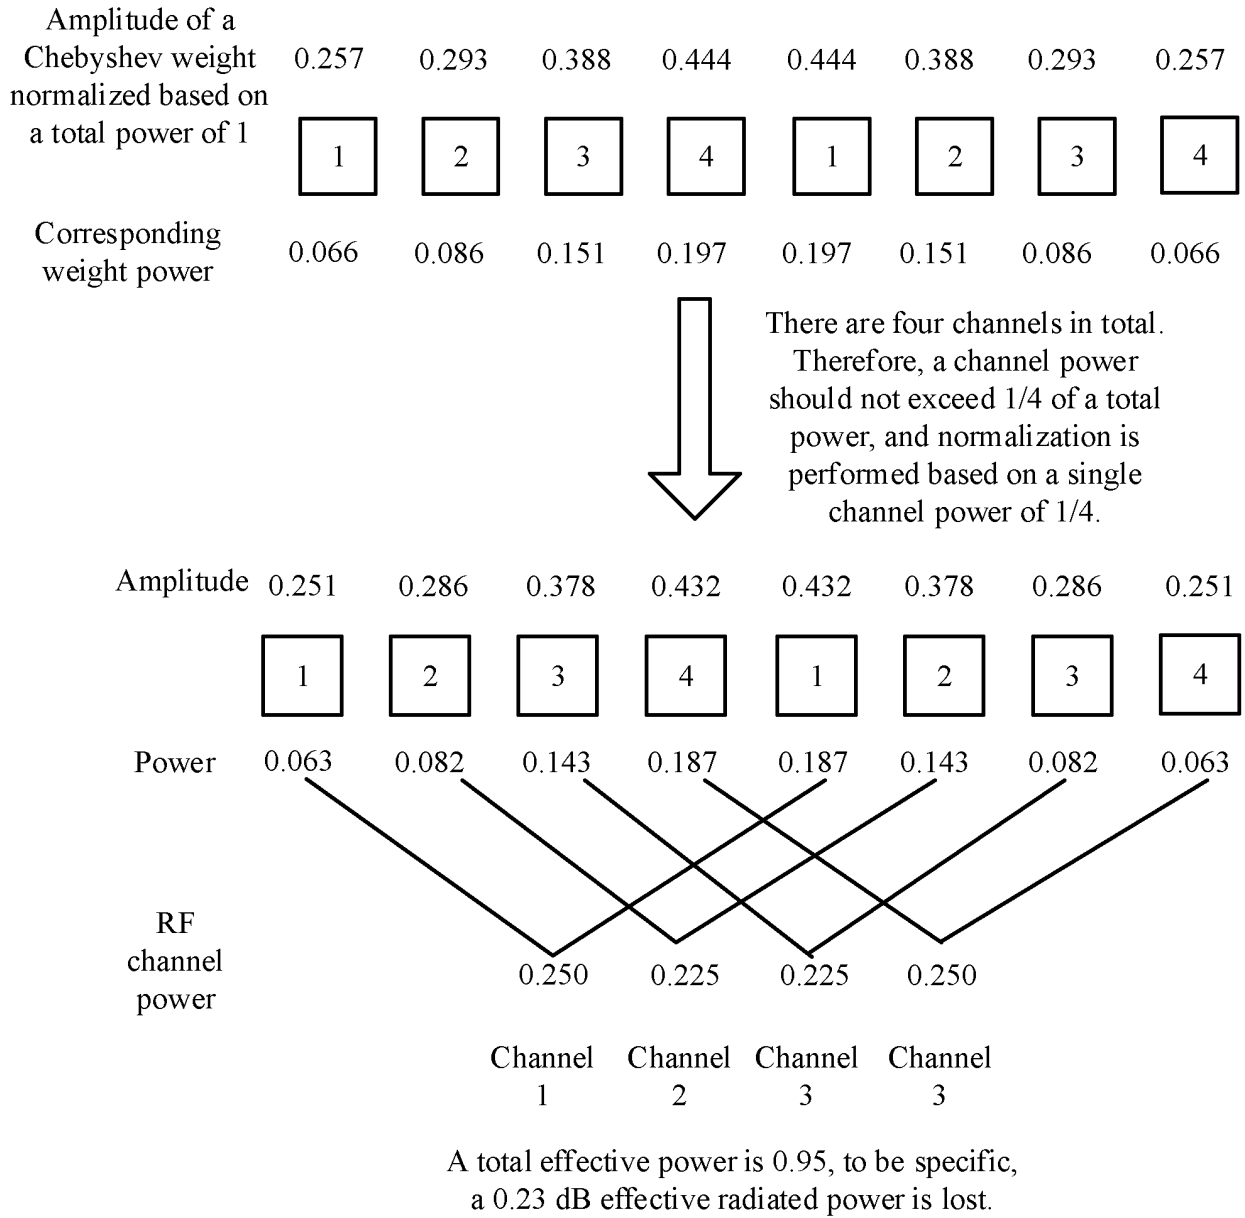 Amplitude of a
Chebyshev weight
normalized based on
a total power of 1
0.257 0.293 0.388 0.444 0.444 0.388 0.293 0.257
1 2 3 4 1 2 3 4
Corresponding
weight power
0.066 0.086 0.151 0.197 0.197 0.151 0.086 0.066
There are four channels in total.
Therefore, a channel power
should not exceed 1/4 of a total
power, and normalization is
performed based on a single
channel power of 1/4.
Amplitude 0.251 0.286 0.378 0.432 0.432 0.378 0.286 0.251
1 2 3 4 1 2 3 4
Power 0.063 0.082 0.143 0.187 0.187 0.143 0.082 0.063
RF
channel
power
0.250 0.225 0.225 0.250
Channel Channel Channel Channel
1 2 3 3
A total effective power is 0.95, to be specific,
a 0.23 dB effective radiated power is lost.